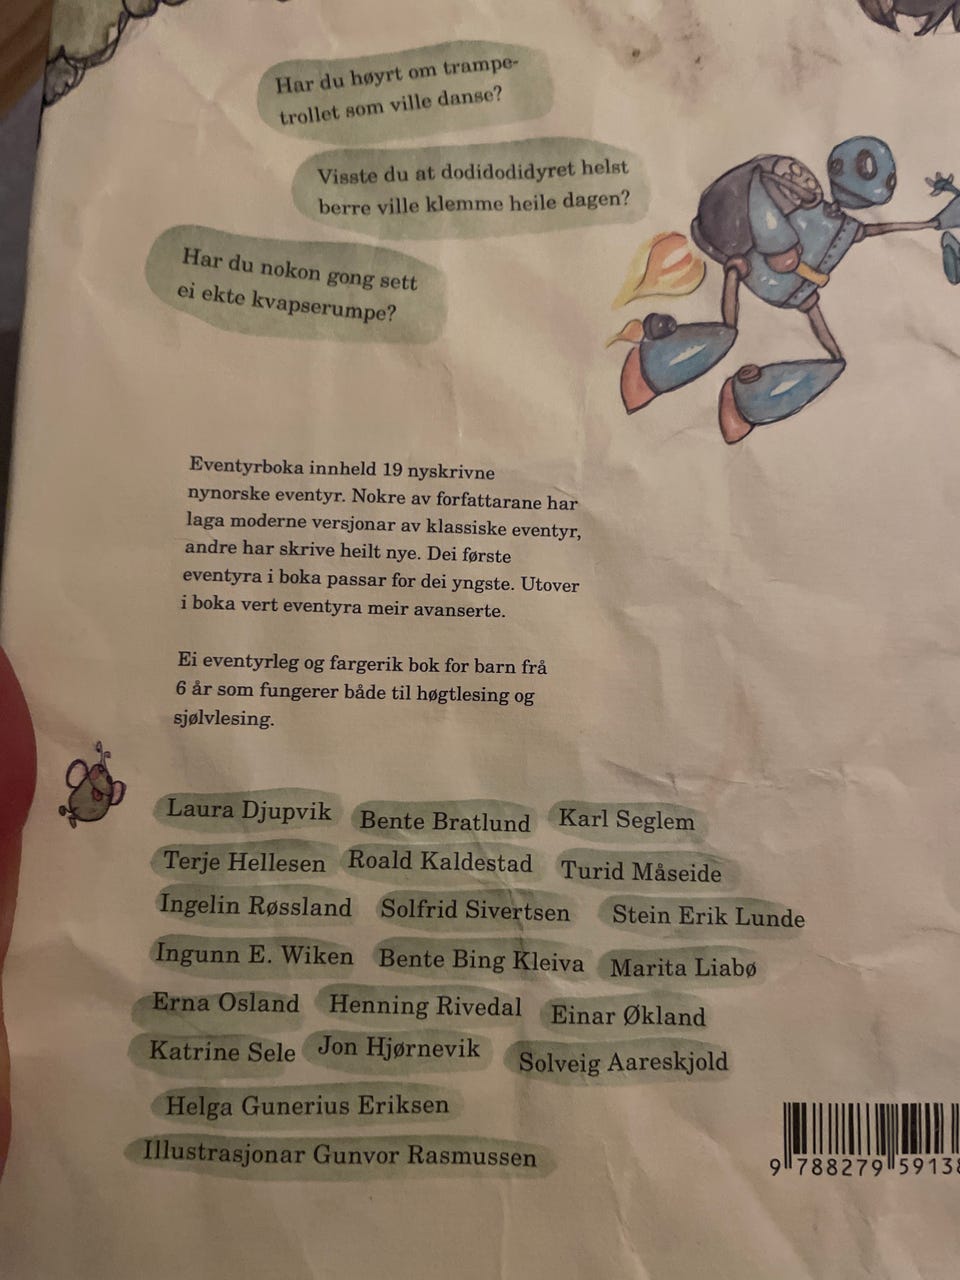 Har du høyrt om trampe-
trollet som ville danse?
Visste du at dodidodidyret helst
berre ville klemme heile dagen?
Har du nokon gong sett
ei ekte kvapserumpe?
Eventyrboka innheld 19 nyskrivne
nynorske eventyr. Nokre av forfattarane har
laga moderne versjonar av klassiske eventyr,
andre har skrive heilt nye. Dei første
eventyra i boka passar for dei yngste. Utover
i boka vert eventyra meir avanserte.
Ei eventyrleg og fargerik bok for barn frå
6 år som fungerer både til høgtlesing og
sjølvlesing.
Laura Djupvik Bente Bratlund Karl Seglem
Terje Hellesen Roald Kaldestad Turid Måseide
Ingelin Røssland Solfrid Sivertsen Stein Erik Lunde
Ingunn E. Wiken Bente Bing Kleiva Marita Liabø
Erna Osland Henning Rivedal Einar Økland
Katrine Sele Jon Hjørnevik Solveig Aareskjold
Helga Gunerius Eriksen
Illustrasjonar Gunvor Rasmussen
9 788279 59138